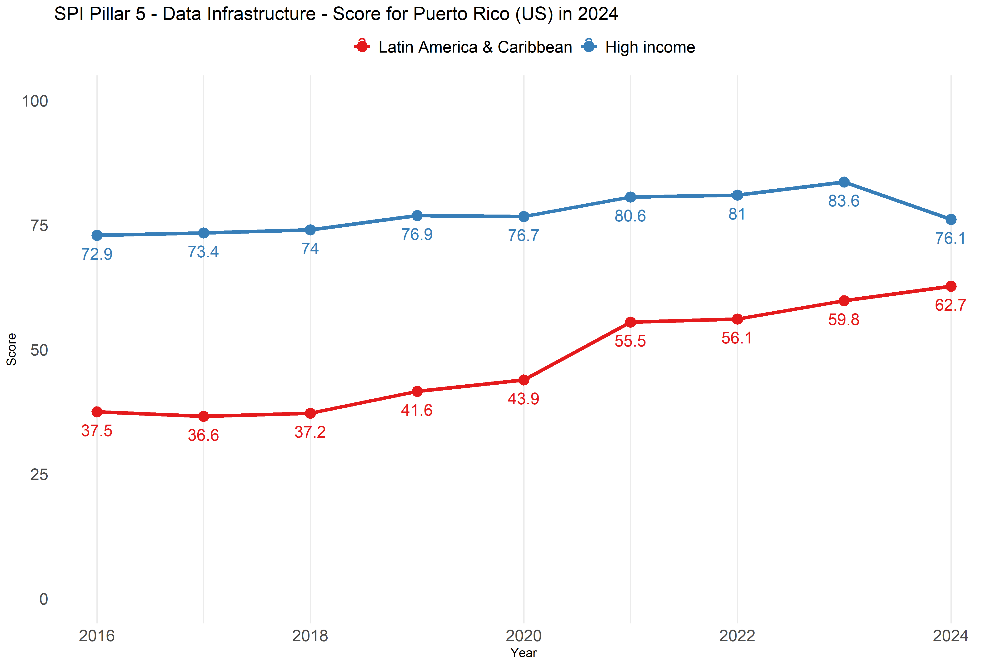 SPI Pillar 5 - Data Infrastructure - Score for Puerto Rico (US) in 2024
Latin America & Caribbean High income
100
75
50
25
0
Score
72.9 73.4 74 76.9 76.7 80.6 81 83.6 76.1
37.5 36.6 37.2 41.6 43.9 55.5 56.1 59.8 62.7
2016 2018 2020 2022 2024
Year